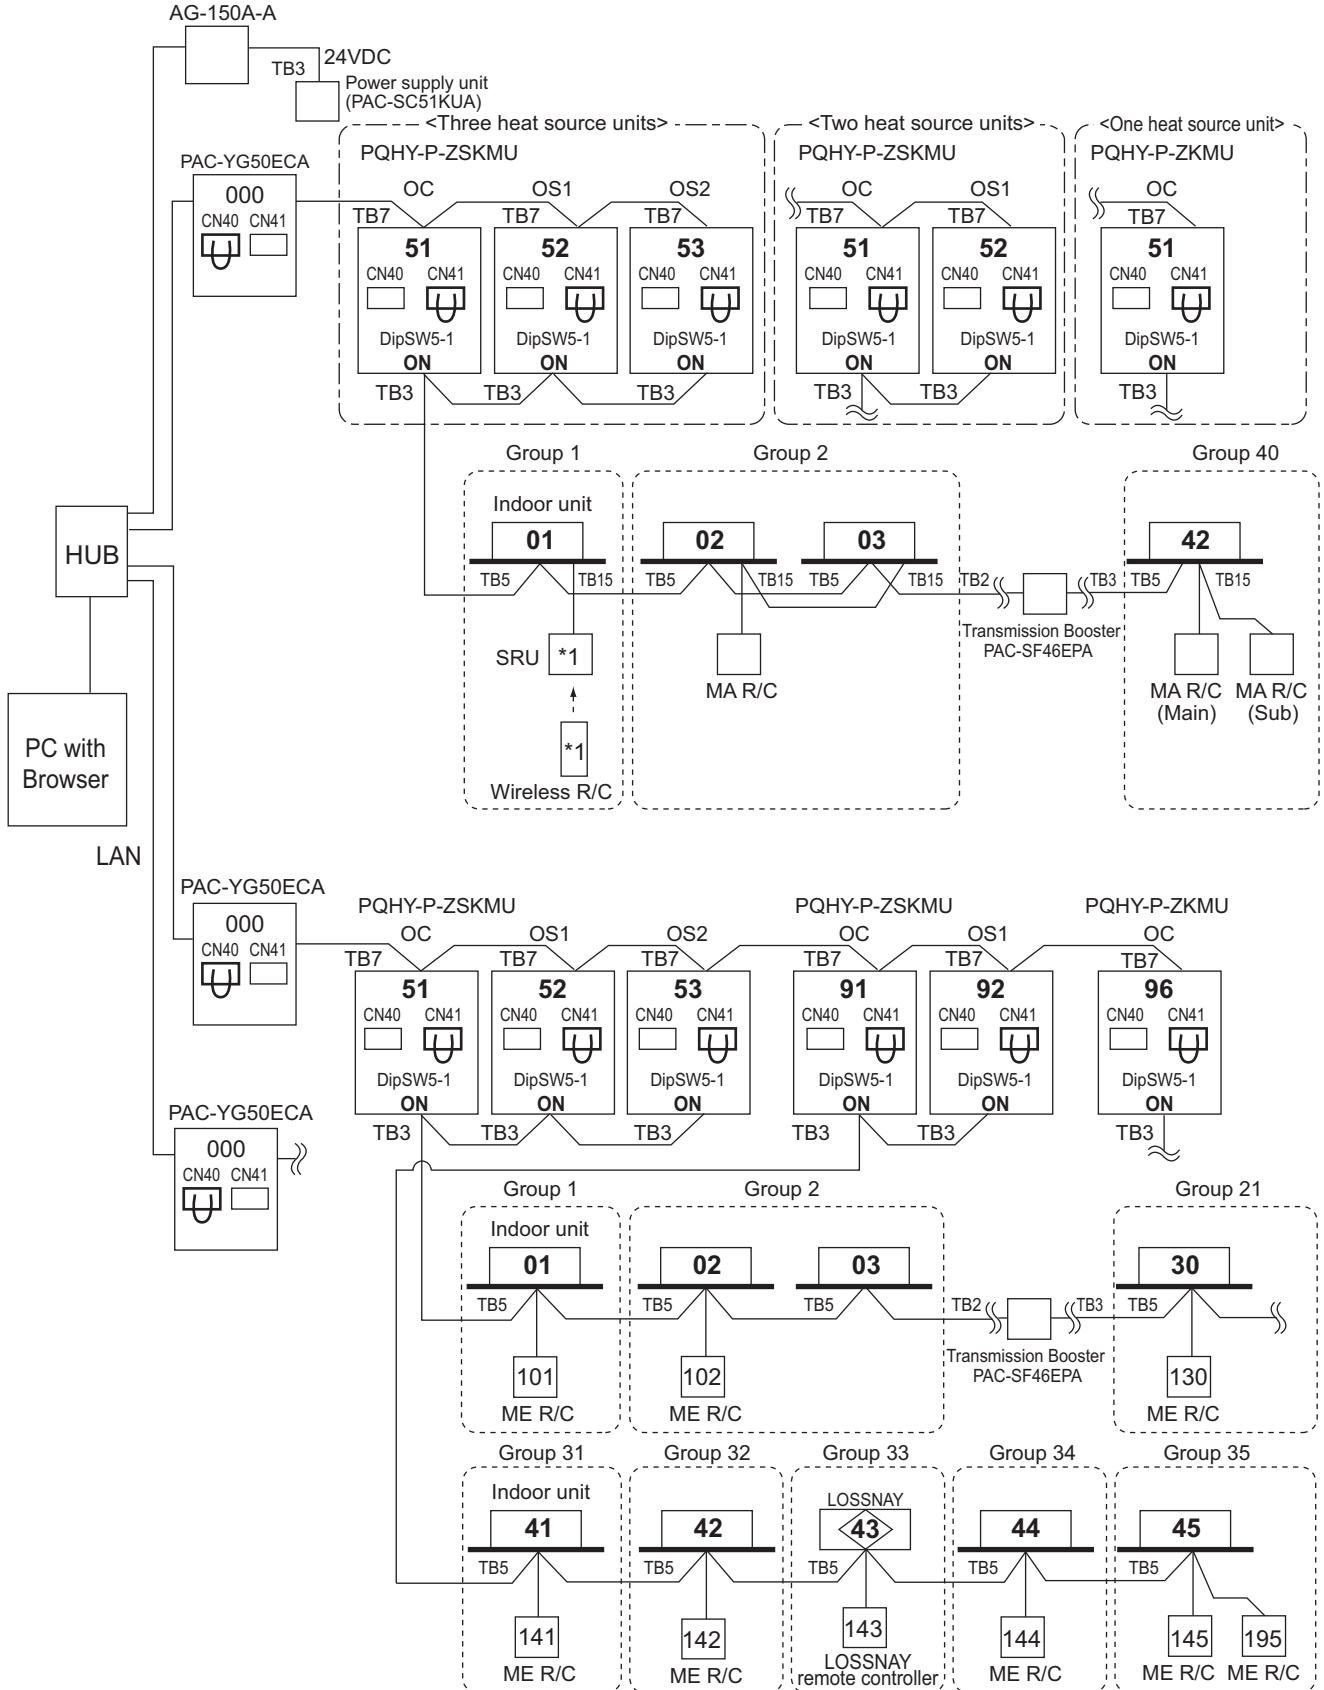 AG-150A-A
24VDC
TB3
Power supply unit
(PAC-SC51KUA)
<Three heat source units>
<Two heat source units>
<One heat source unit>
PQHY-P-ZSKMU
PQHY-P-ZSKMU
PQHY-P-ZKMU
PAC-YG50ECA
000
CN40 CN41
OC OS1 OS2
TB7 TB7 TB7
OC OS1
TB7 TB7
OC
TB7
51 52 53
51 52
51
CN40 CN41 CN40 CN41 CN40 CN41
CN40 CN41 CN40 CN41
CN40 CN41
DipSW5-1 DipSW5-1 DipSW5-1
DipSW5-1 DipSW5-1
DipSW5-1
ON ON ON
ON ON
ON
TB3 TB3 TB3
TB3 TB3
TB3
Group 1 Group 2 Group 40
Indoor unit
01 02 03 42
TB5 TB15 TB5 TB15 TB5 TB15 TB2 TB3 TB5 TB15
HUB
Transmission Booster
PAC-SF46EPA
SRU *1
MA R/C
MA R/C
(Main)
MA R/C
(Sub)
*1
Wireless R/C
PC with
Browser
LAN
PAC-YG50ECA
000
CN40 CN41
PQHY-P-ZSKMU PQHY-P-ZSKMU PQHY-P-ZKMU
OC OS1 OS2 OC OS1 OC
TB7 TB7 TB7 TB7 TB7 TB7
51 52 53 91 92 96
CN40 CN41 CN40 CN41 CN40 CN41 CN40 CN41 CN40 CN41 CN40 CN41
DipSW5-1 DipSW5-1 DipSW5-1 DipSW5-1 DipSW5-1 DipSW5-1
ON ON ON ON ON ON
TB3 TB3 TB3 TB3 TB3 TB3
PAC-YG50ECA
000
CN40 CN41
Group 1 Group 2 Group 21
Indoor unit
01 02 03 30
TB5 TB5 TB5 TB2 TB3 TB5
Transmission Booster
PAC-SF46EPA
101 102 130
ME R/C ME R/C ME R/C
Group 31 Group 32 Group 33 Group 34 Group 35
Indoor unit
LOSSNAY
41 42 43 44 45
TB5 TB5 TB5 TB5 TB5
141 142 143 144 145 195
ME R/C ME R/C
LOSSNAY
remote controller
ME R/C ME R/C ME R/C